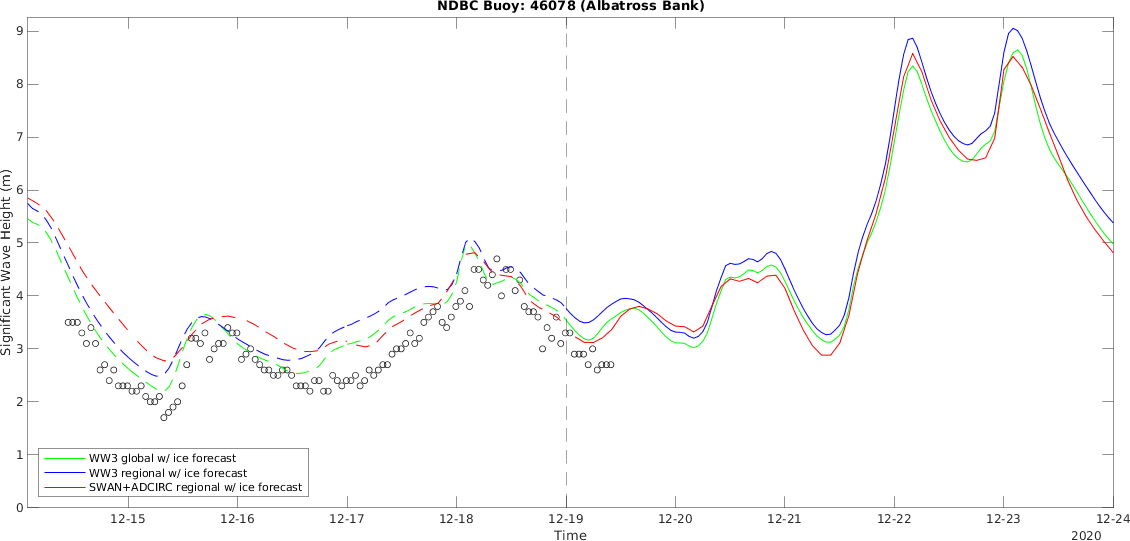 NDBC Buoy: 46078 (Albatross Bank)
9
8
7
6
5
4
3
2
1
0
Significant Wave Height (m)
WW3 global w/ ice forecast
WW3 regional w/ ice forecast
SWAN+ADCIRC regional w/ ice forecast
12-15 12-16 12-17 12-18 12-19 12-20 12-21 12-22 12-23 12-24
Time
2020